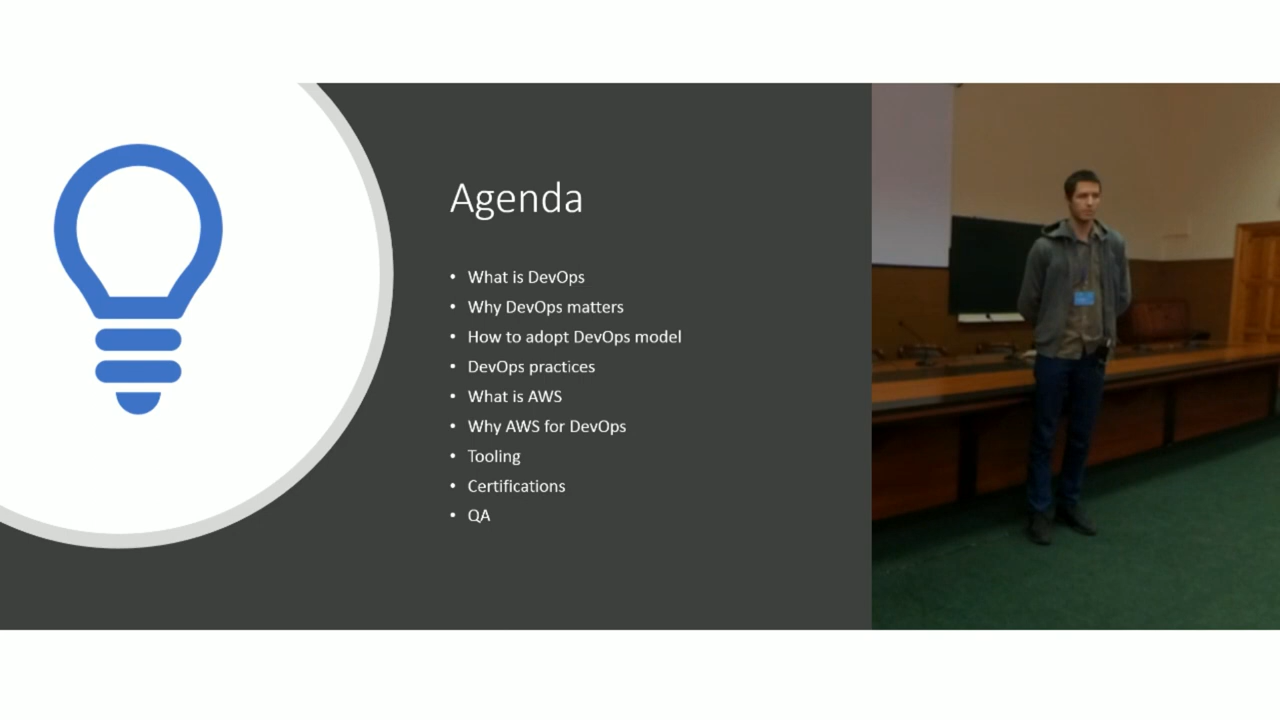 Agenda
• What is DevOps
• Why DevOps matters
• How to adopt DevOps model
• DevOps practices
• What is AWS
• Why AWS for DevOps
• Tooling
• Certifications
• QA